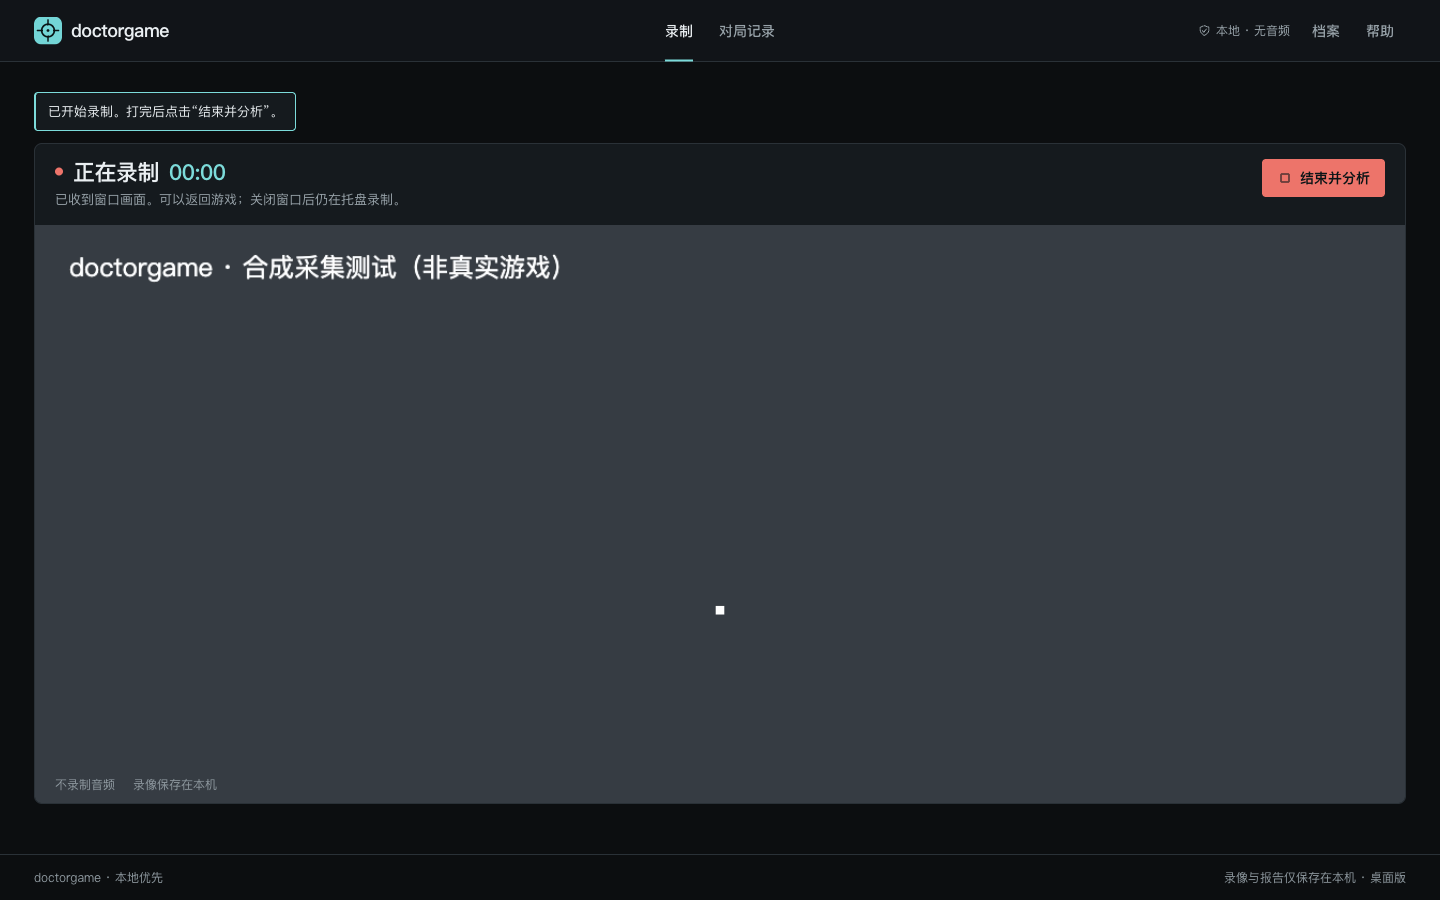 doctorgame
录制
对局记录
本地 · 无音频
档案
帮助
已开始录制。打完后点击“结束并分析”。
正在录制 00:00
已收到窗口画面。可以返回游戏；关闭窗口后仍在托盘录制。
结束并分析
doctorgame · 合成采集测试（非真实游戏）
不录制音频
录像保存在本机
doctorgame · 本地优先
录像与报告仅保存在本机 · 桌面版